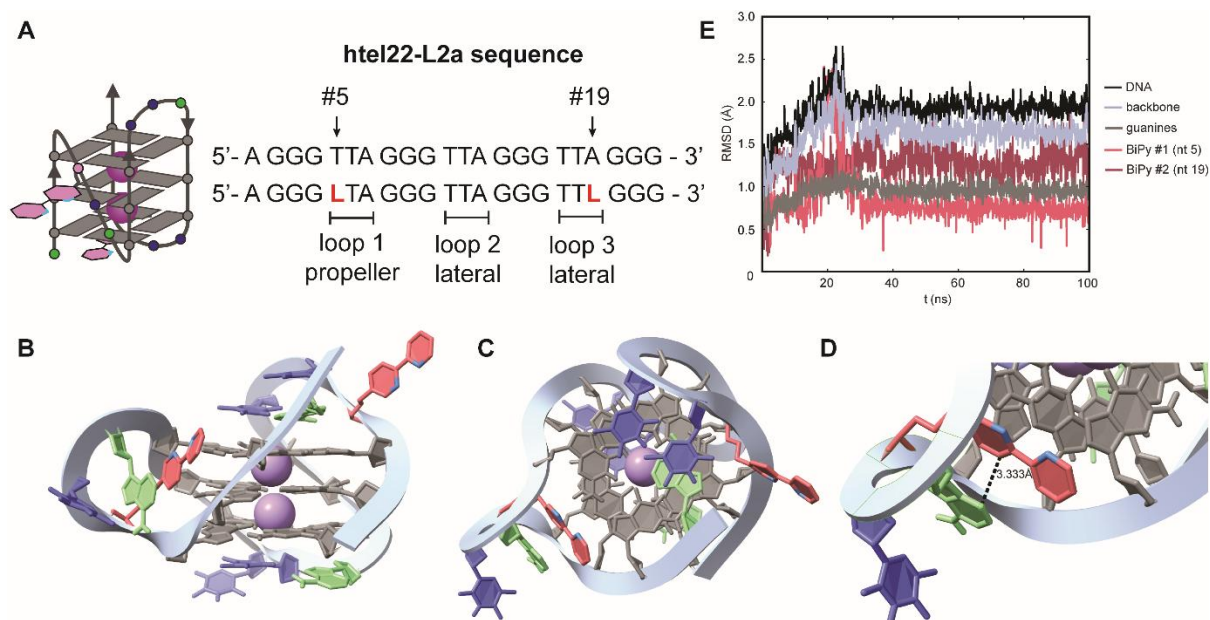 A
htel22-L2a sequence
#5 #19
5’- A GGG TTA GGG TTA GGG TTA GGG - 3’
5’- A GGG LTA GGG TTA GGG TTL GGG - 3’
loop 1 loop 2 loop 3
propeller lateral lateral
E
RMSD (Å)
3.0
2.5
2.0
1.5
1.0
0.5
0
0 20 40 60 80 100
t (ns)
DNA
backbone
guanines
BiPy #1 (nt 5)
BiPy #2 (nt 19)
B
C
D
3.333Å